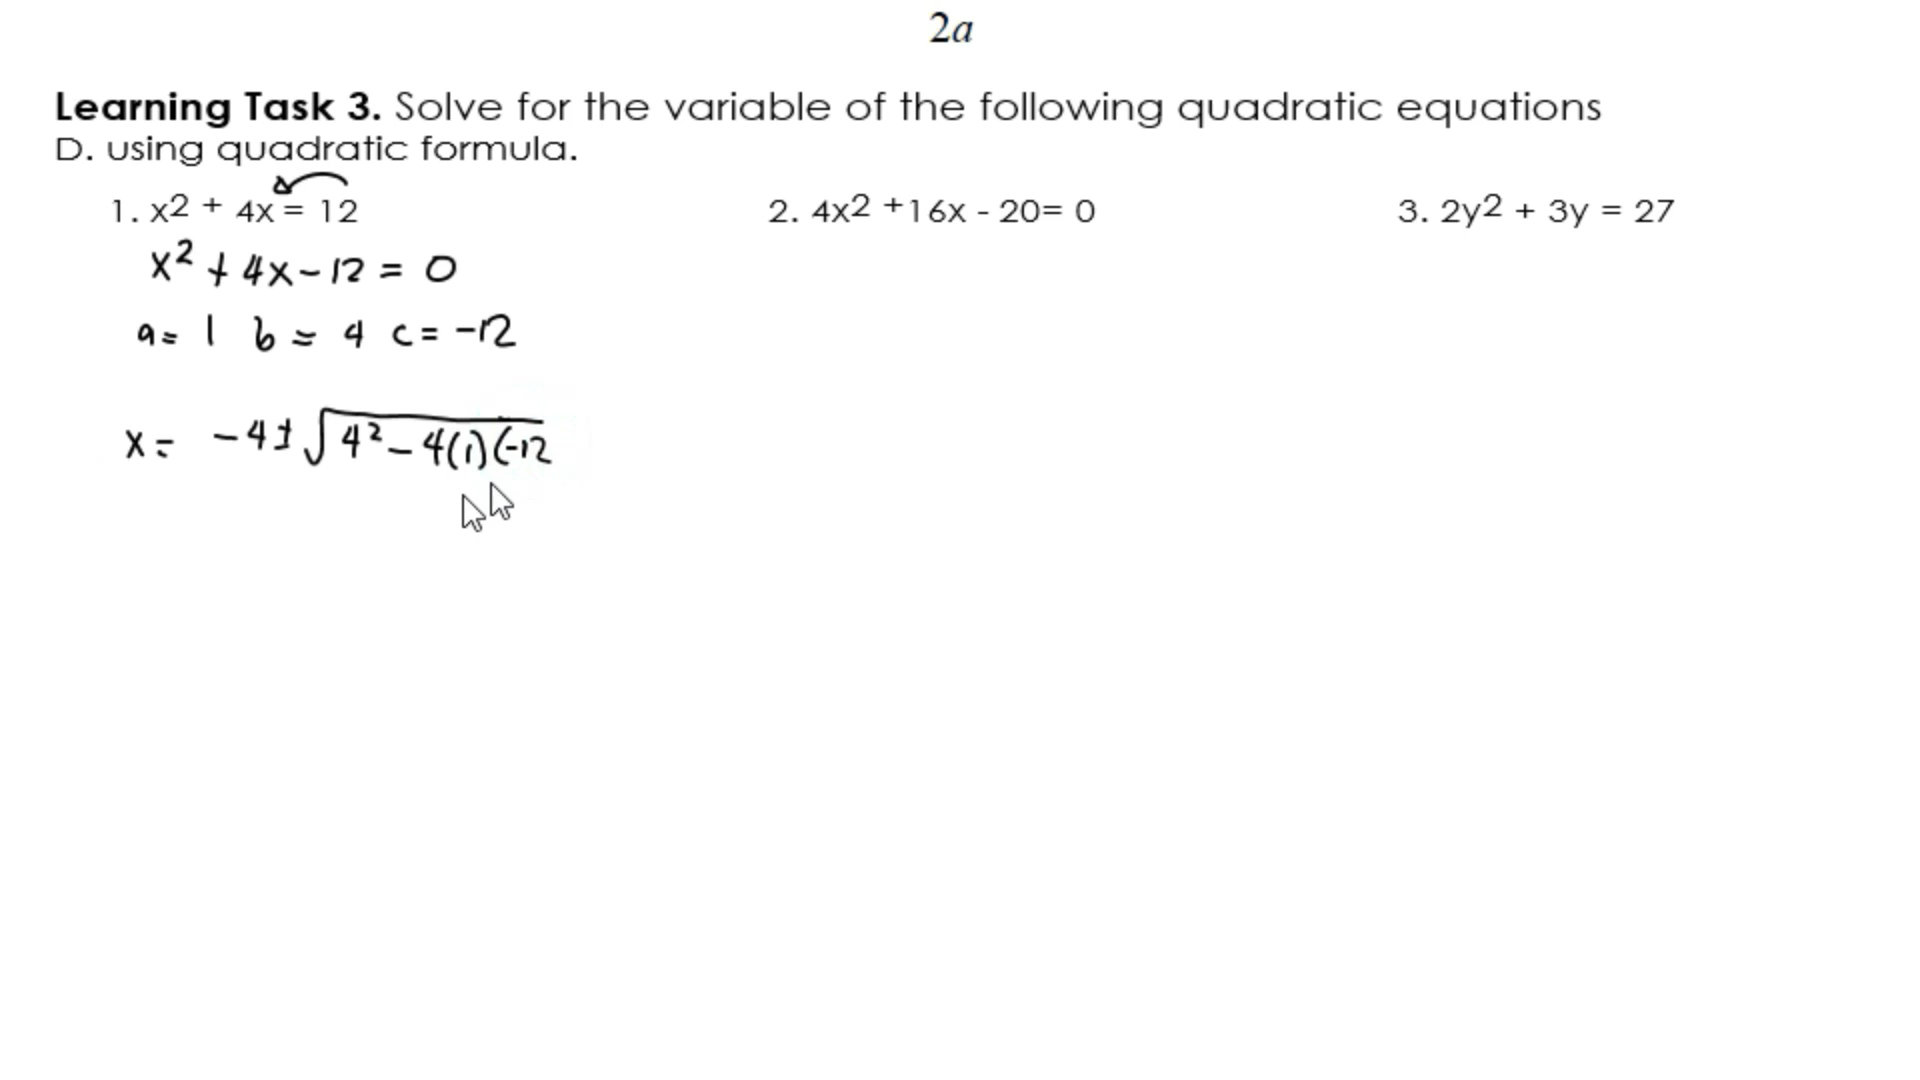 2a
Learning Task 3. Solve for the variable of the following quadratic equations
D. using quadratic formula.
1. x2 + 4x = 12
2. 4x2 +16x - 20= 0
3. 2y2 + 3y = 27
x² + 4x - 12 = 0
a = 1 b = 4 c = -12
x = -4 ± √4² - 4(1)(-12